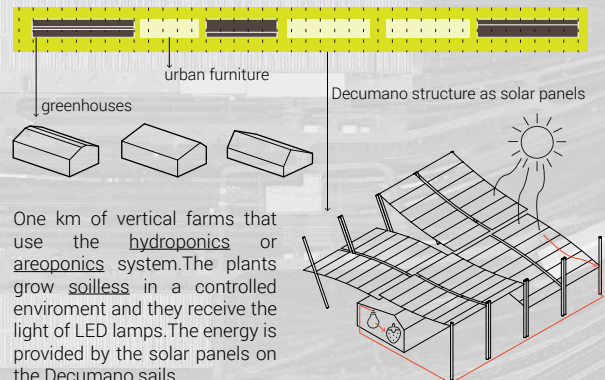 urban furniture
greenhouses
Decumano structure as solar panels
One km of vertical farms that
use the hydroponics or
areoponics system.The plants
grow soilless in a controlled
enviroment and they receive the
light of LED lamps.The energy is
provided by the solar panels on
the Decumano sails